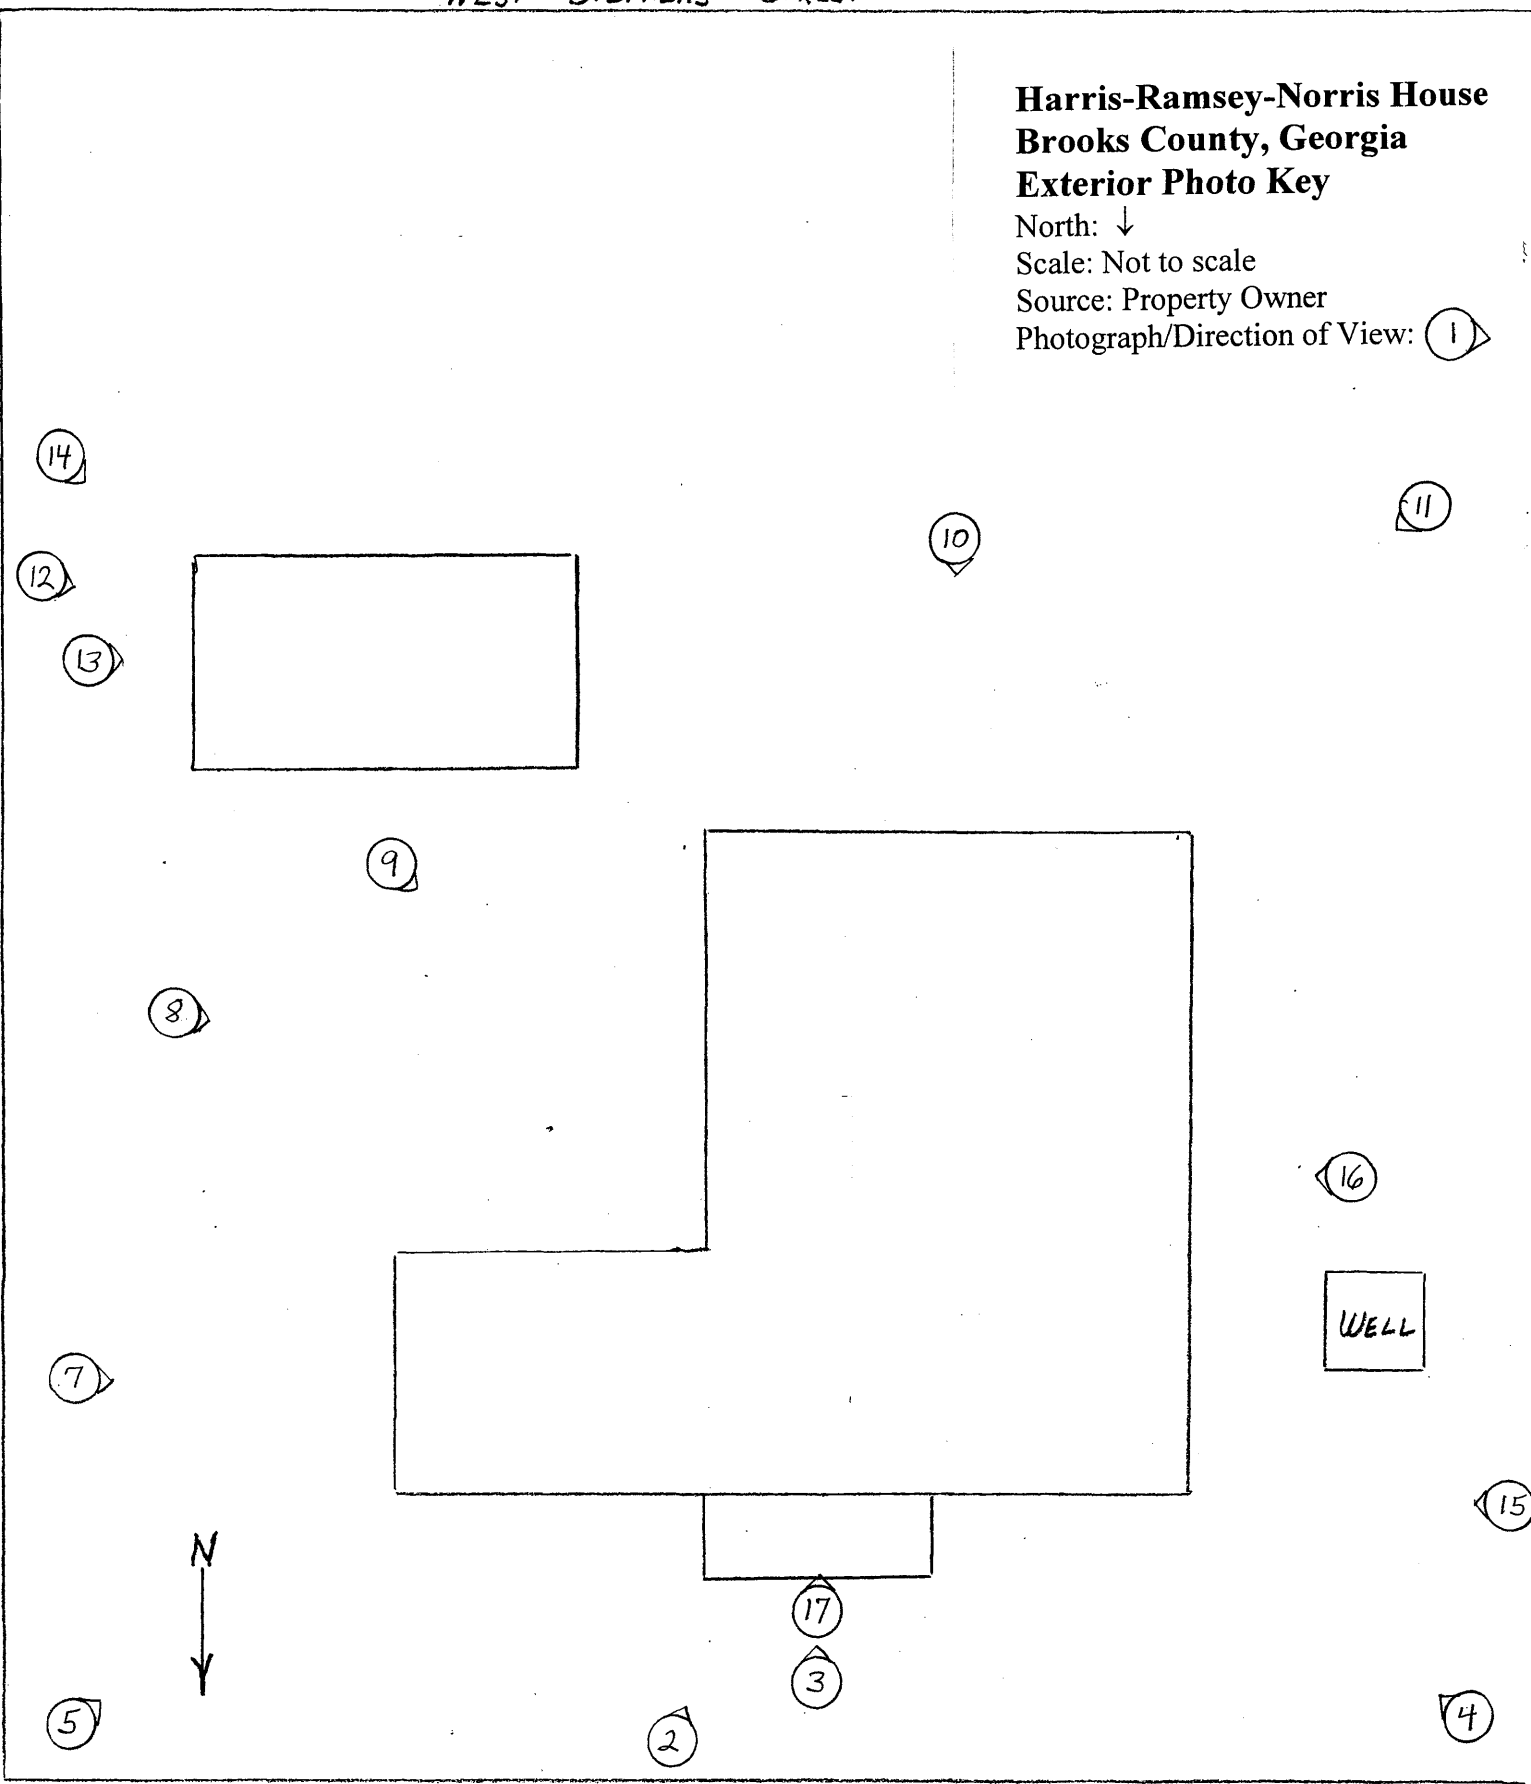 WEST
Harris-Ramsey-Norris House
Brooks County, Georgia
Exterior Photo Key
North: ↓
Scale: Not to scale
Source: Property Owner
Photograph/Direction of View: 1
14
11
10
12
13
9
8
16
WELL
7
15
N
17
3
5
2
4